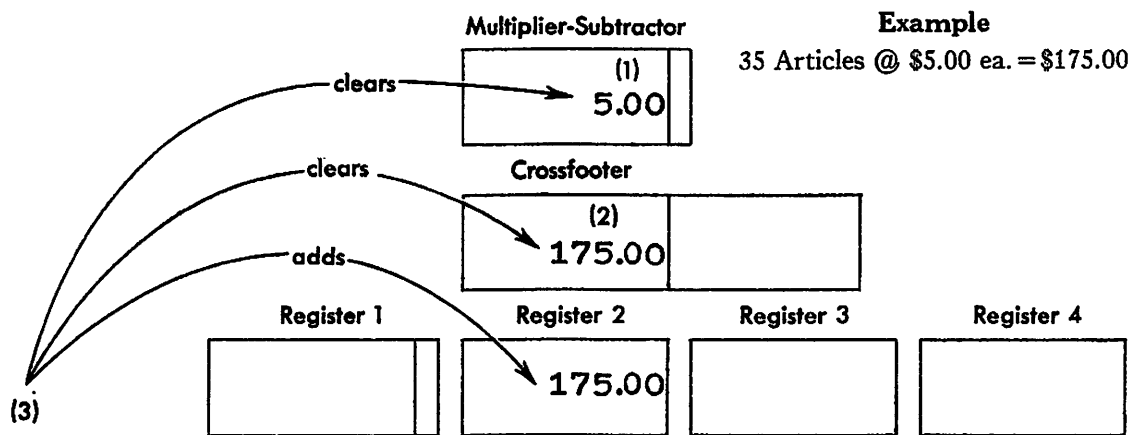 Multiplier-Subtractor
Example
35 Articles @ $5.00 ea. = $175.00
(1)
clears
5.00
clears
Crossfooter
(2)
175.00
adds
Register 1
Register 2
Register 3
Register 4
175.00
(3)